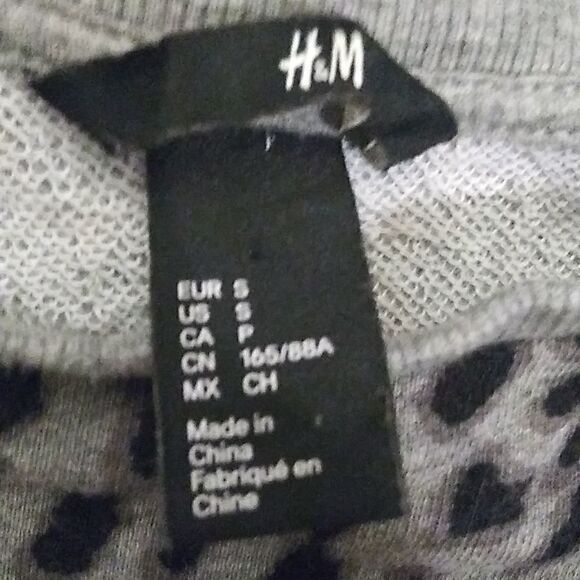 H&M
EUR S
US S
CA P
CN 165/88A
MX CH
Made in
China
Fabriqué en
Chine